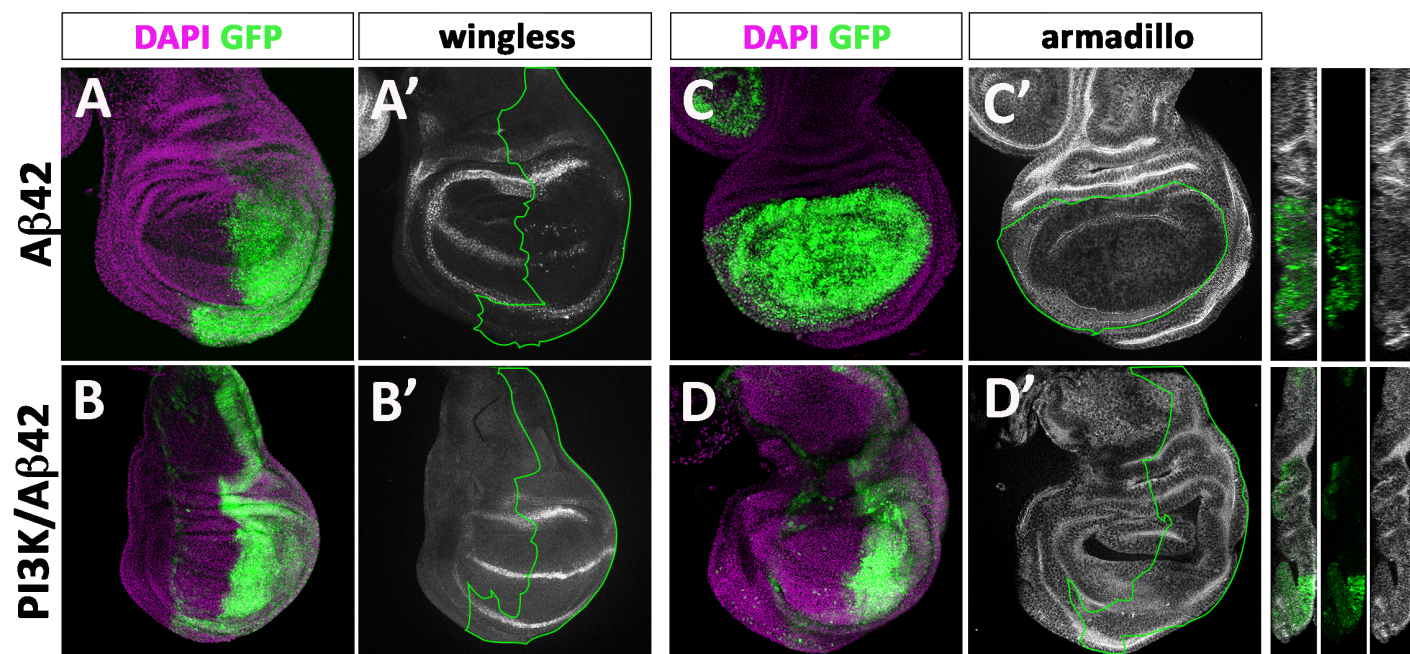 DAPI GFP wingless DAPI GFP armadillo
Aβ42
A A′ C C′
PI3K/Aβ42
B B′ D D′